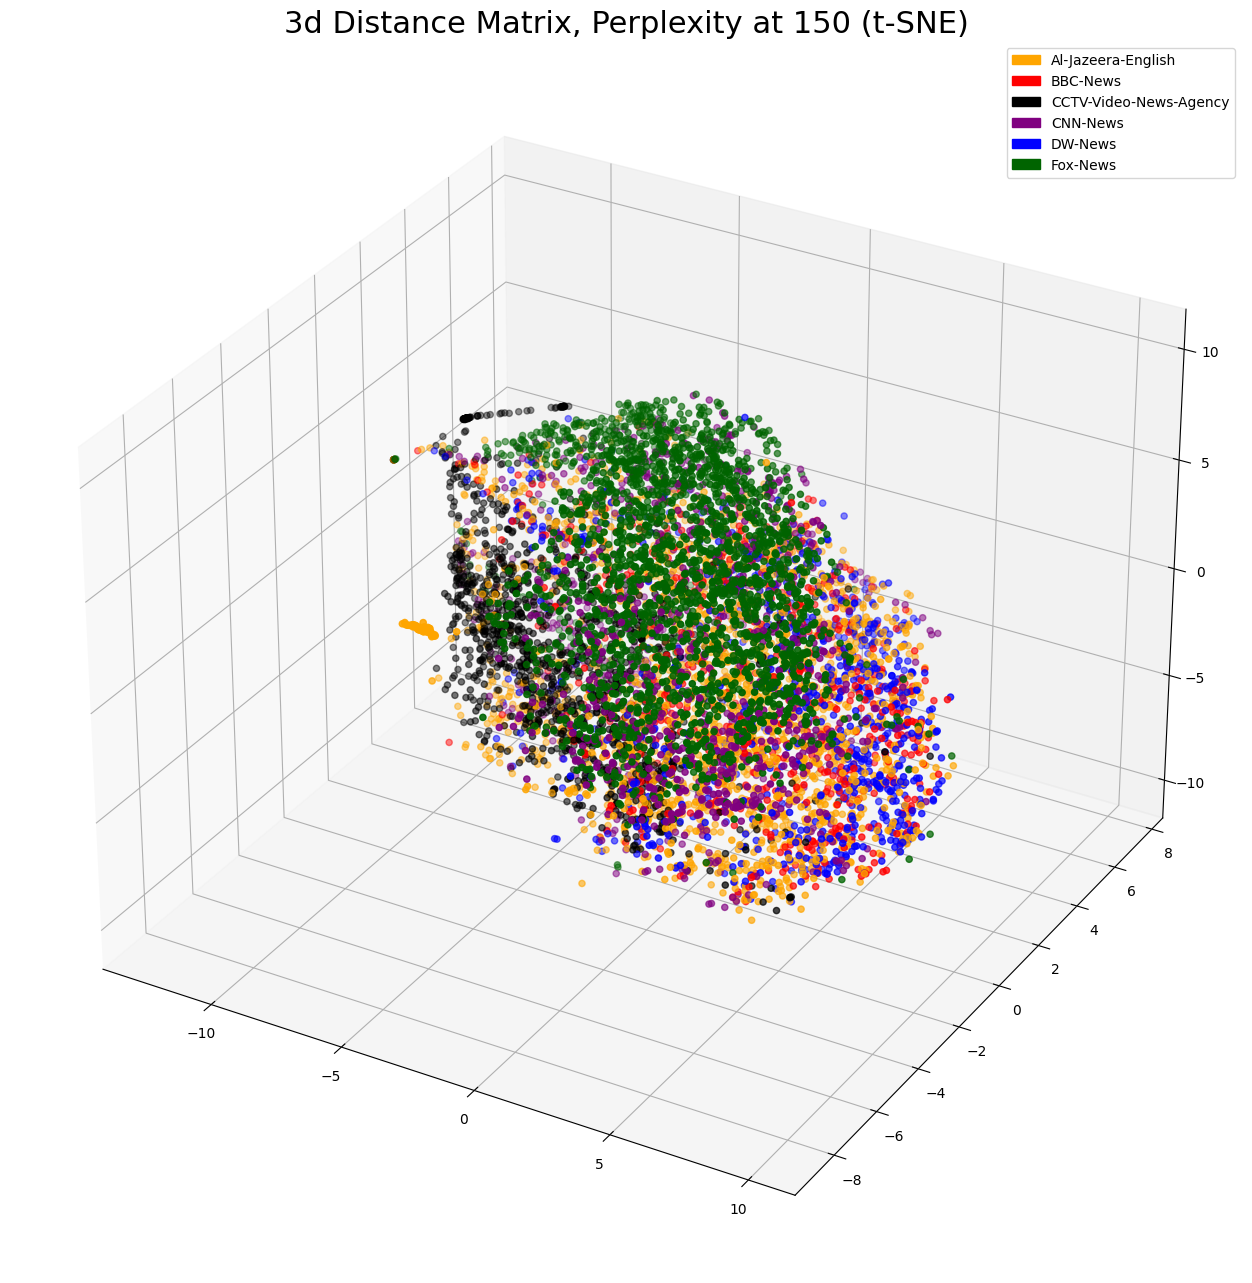 3d Distance Matrix, Perplexity at 150 (t-SNE)
Al-Jazeera-English
BBC-News
CCTV-Video-News-Agency
CNN-News
DW-News
Fox-News
10
5
0
−5
−10
8
6
4
2
0
−2
−4
−6
−8
−10
−5
0
5
10